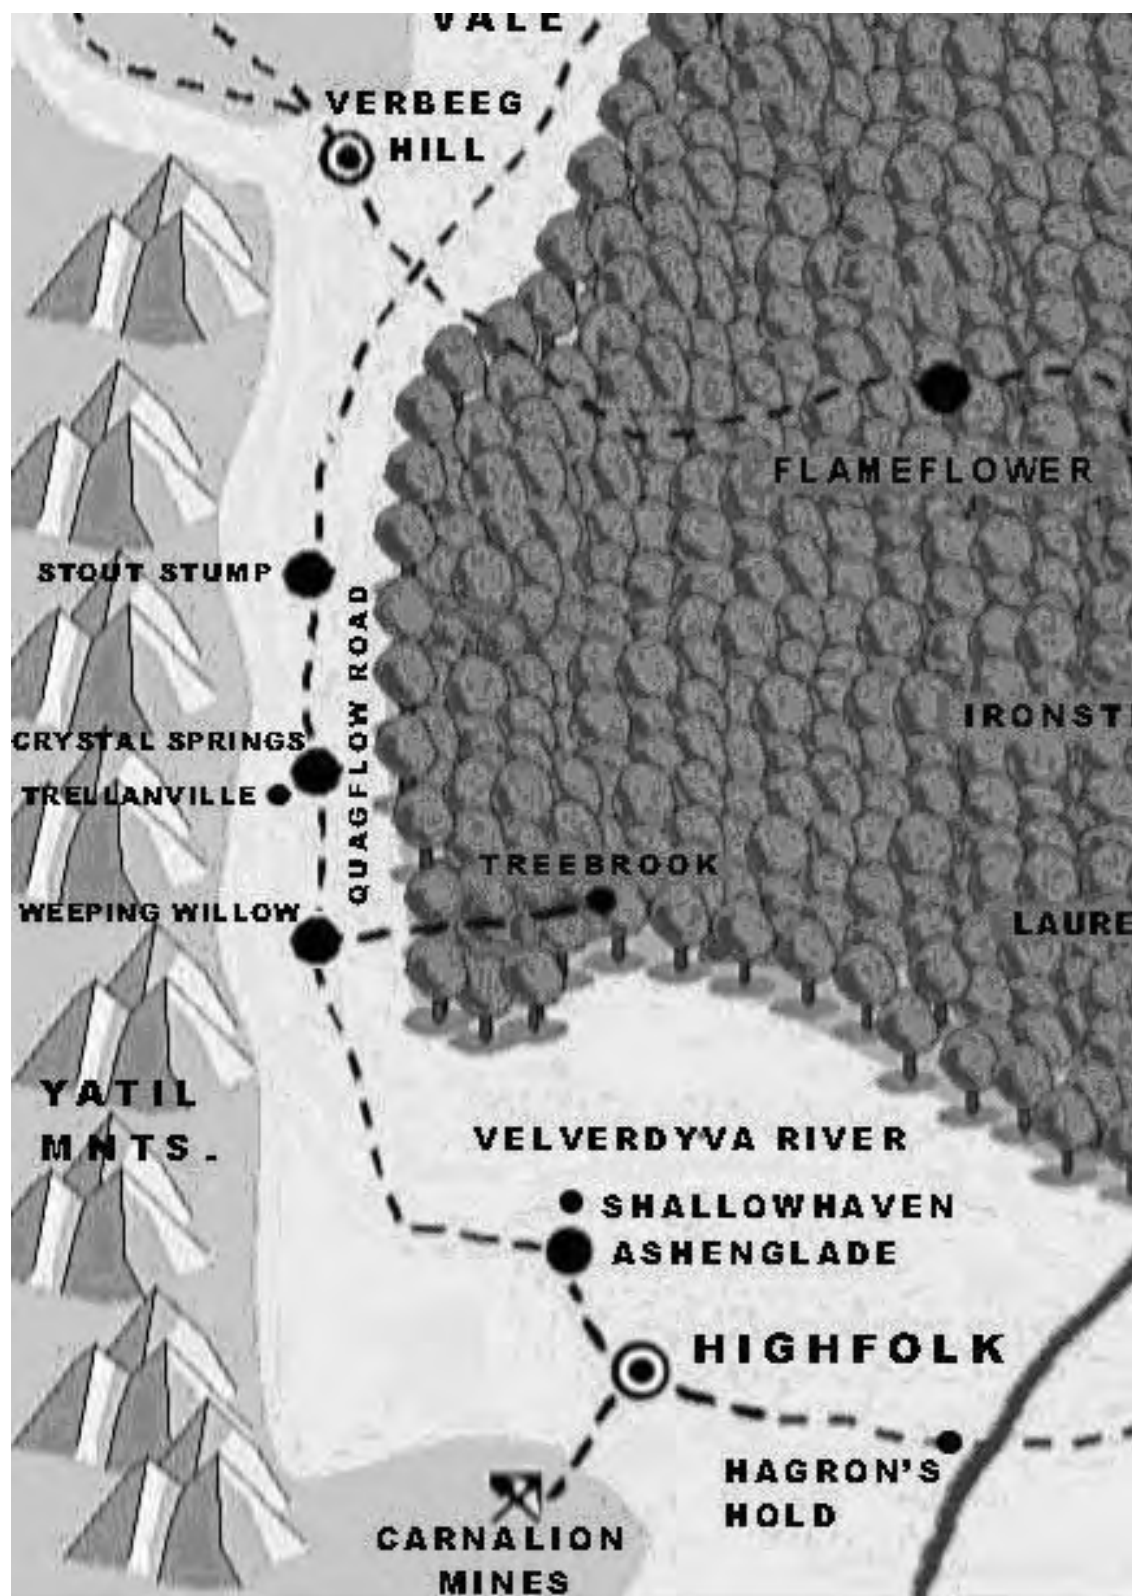 VALE
VERBEEG
HILL
FLAMEFLOWER
STOUT STUMP
QUAGFLOW ROAD
IRONST
CRYSTAL SPRINGS
TRELLANVILLE
TREEBROOK
WEEPING WILLOW
LAURE
YATIL
MNTS.
VELVERDYVA RIVER
SHALLOWHAVEN
ASHENGLADE
HIGHFOLK
HAGRON'S
HOLD
CARNALION
MINES